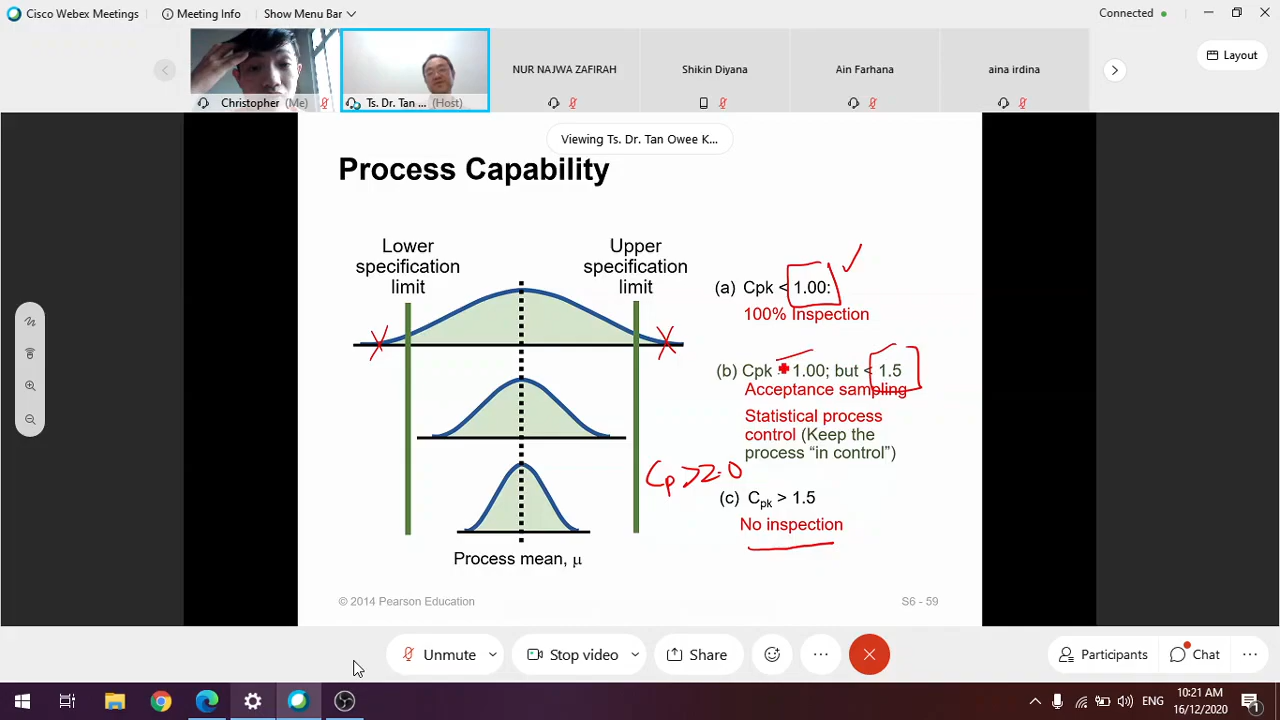 Cisco Webex Meetings
Meeting Info
Show Menu Bar
Connected
Layout
Christopher (Me)
Ts. Dr. Tan ... (Host)
NUR NAJWA ZAFIRAH
Shikin Diyana
Ain Farhana
aina irdina
Viewing Ts. Dr. Tan Owee K...
Process Capability
Lower
specification
limit
Upper
specification
limit
(a) Cpk < 1.00:
100% Inspection
(b) Cpk 1.00; but < 1.5
Acceptance sampling
Statistical process
control (Keep the
process “in control”)
Cp >2.0
(c) Cpk > 1.5
No inspection
Process mean, μ
© 2014 Pearson Education
S6 - 59
Unmute
Stop video
Share
Participants
Chat
ENG
10:21 AM
16/12/2020
1